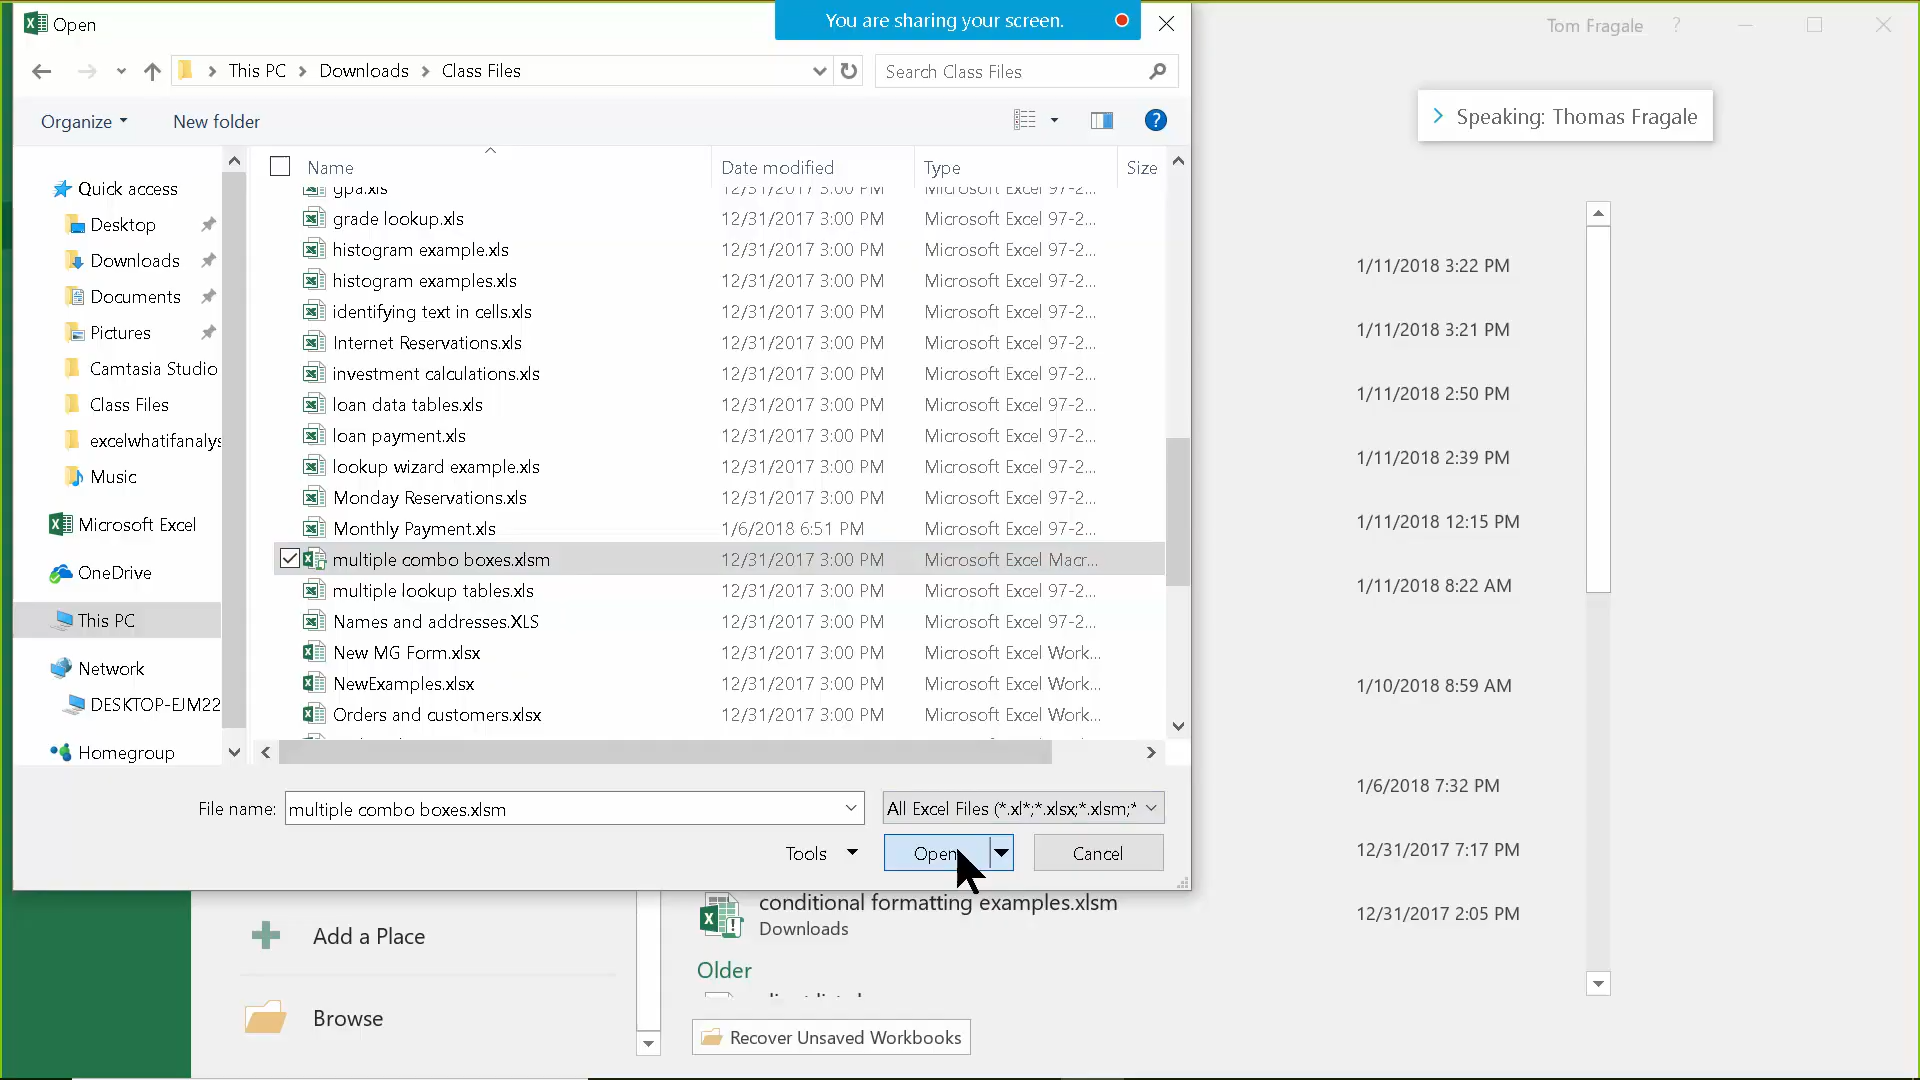 Open
You are sharing your screen.
Tom Fragale
?
This PC
Downloads
Class Files
Search Class Files
Speaking: Thomas Fragale
Organize
New folder
?
Name
Date modified
Type
Size
Quick access
Desktop
Downloads
Documents
Pictures
Camtasia Studio
Class Files
excelwhatifanalys
Music
Microsoft Excel
OneDrive
This PC
Network
DESKTOP-EJM22
Homegroup
gpa.xls 12/31/2017 3:00 PM Microsoft Excel 97-2...
grade lookup.xls 12/31/2017 3:00 PM Microsoft Excel 97-2...
histogram example.xls 12/31/2017 3:00 PM Microsoft Excel 97-2...
histogram examples.xls 12/31/2017 3:00 PM Microsoft Excel 97-2...
identifying text in cells.xls 12/31/2017 3:00 PM Microsoft Excel 97-2...
Internet Reservations.xls 12/31/2017 3:00 PM Microsoft Excel 97-2...
investment calculations.xls 12/31/2017 3:00 PM Microsoft Excel 97-2...
loan data tables.xls 12/31/2017 3:00 PM Microsoft Excel 97-2...
loan payment.xls 12/31/2017 3:00 PM Microsoft Excel 97-2...
lookup wizard example.xls 12/31/2017 3:00 PM Microsoft Excel 97-2...
Monday Reservations.xls 12/31/2017 3:00 PM Microsoft Excel 97-2...
Monthly Payment.xls 1/6/2018 6:51 PM Microsoft Excel 97-2...
multiple combo boxes.xlsm 12/31/2017 3:00 PM Microsoft Excel Macr...
multiple lookup tables.xls 12/31/2017 3:00 PM Microsoft Excel 97-2...
Names and addresses.XLS 12/31/2017 3:00 PM Microsoft Excel 97-2...
New MG Form.xlsx 12/31/2017 3:00 PM Microsoft Excel Work...
NewExamples.xlsx 12/31/2017 3:00 PM Microsoft Excel Work...
Orders and customers.xlsx 12/31/2017 3:00 PM Microsoft Excel Work...
File name: multiple combo boxes.xlsm
All Excel Files (*.xl*;*.xlsx;*.xlsm;*
Tools
Open
Cancel
1/11/2018 3:22 PM
1/11/2018 3:21 PM
1/11/2018 2:50 PM
1/11/2018 2:39 PM
1/11/2018 12:15 PM
1/11/2018 8:22 AM
1/10/2018 8:59 AM
1/6/2018 7:32 PM
12/31/2017 7:17 PM
12/31/2017 2:05 PM
Add a Place
Browse
conditional formatting examples.xlsm
Downloads
Older
Recover Unsaved Workbooks